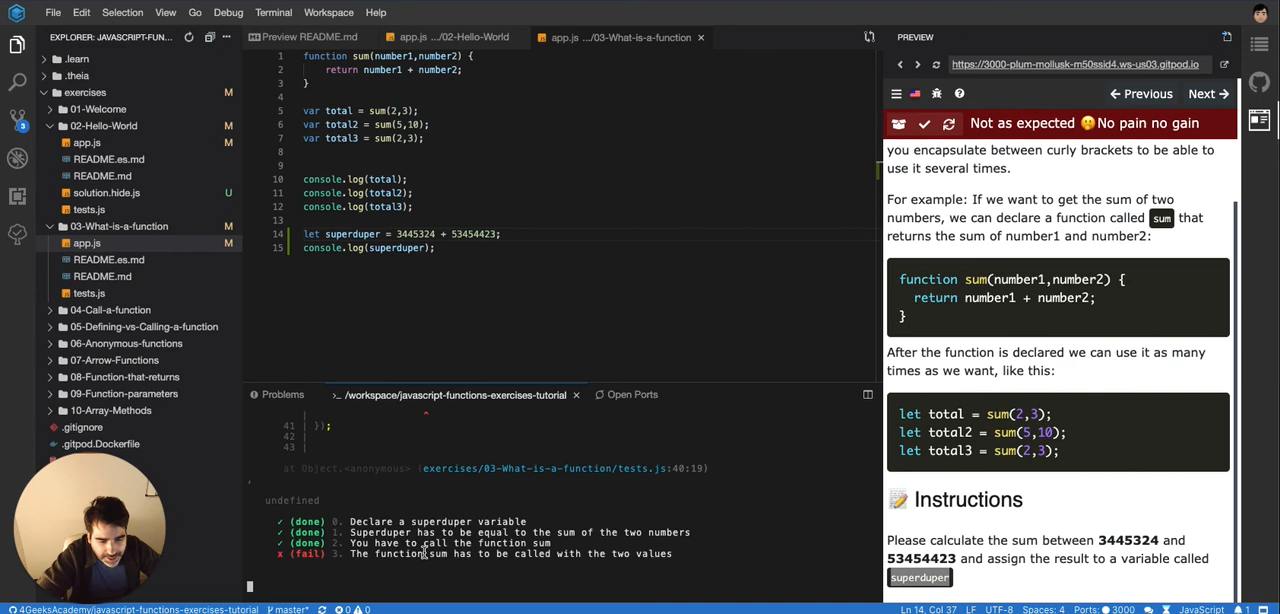 File Edit Selection View Go Debug Terminal Workspace Help
EXPLORER: JAVASCRIPT-FUN...
.learn
.theia
exercises M
01-Welcome
02-Hello-World M
app.js M
README.es.md
README.md
solution.hide.js U
tests.js
03-What-is-a-function M
app.js M
README.es.md
README.md
tests.js
04-Call-a-function
05-Defining-vs-Calling-a-function
06-Anonymous-functions
07-Arrow-Functions
08-Function-that-returns
09-Function-parameters
10-Array-Methods
.gitignore
.gitpod.Dockerfile
3
Preview README.md app.js .../02-Hello-World app.js .../03-What-is-a-function ×
1 function sum(number1,number2) {
2 return number1 + number2;
3 }
4
5 var total = sum(2,3);
6 var total2 = sum(5,10);
7 var total3 = sum(2,3);
8
9
10 console.log(total);
11 console.log(total2);
12 console.log(total3);
13
14 let superduper = 3445324 + 53454423;
15 console.log(superduper);
Problems >_ /workspace/javascript-functions-exercises-tutorial × Open Ports
| ^
41 | });
42 |
43 |
at Object.<anonymous> (exercises/03-What-is-a-function/tests.js:40:19)
,
undefined
✓ (done) 0. Declare a superduper variable
✓ (done) 1. Superduper has to be equal to the sum of the two numbers
✓ (done) 2. You have to call the function sum
x (fail) 3. The function sum has to be called with the two values
PREVIEW
https://3000-plum-mollusk-m50ssid4.ws-us03.gitpod.io
← Previous Next →
Not as expected 🤫No pain no gain
you encapsulate between curly brackets to be able to
use it several times.
For example: If we want to get the sum of two
numbers, we can declare a function called sum that
returns the sum of number1 and number2:
function sum(number1,number2) {
return number1 + number2;
}
After the function is declared we can use it as many
times as we want, like this:
let total = sum(2,3);
let total2 = sum(5,10);
let total3 = sum(2,3);
📝 Instructions
Please calculate the sum between 3445324 and
53454423 and assign the result to a variable called
superduper
4GeeksAcademy/javascript-functions-exercises-tutorial master* 0 0 Ln 14, Col 37 LF UTF-8 Spaces: 4 Ports: 3000 JavaScript 1